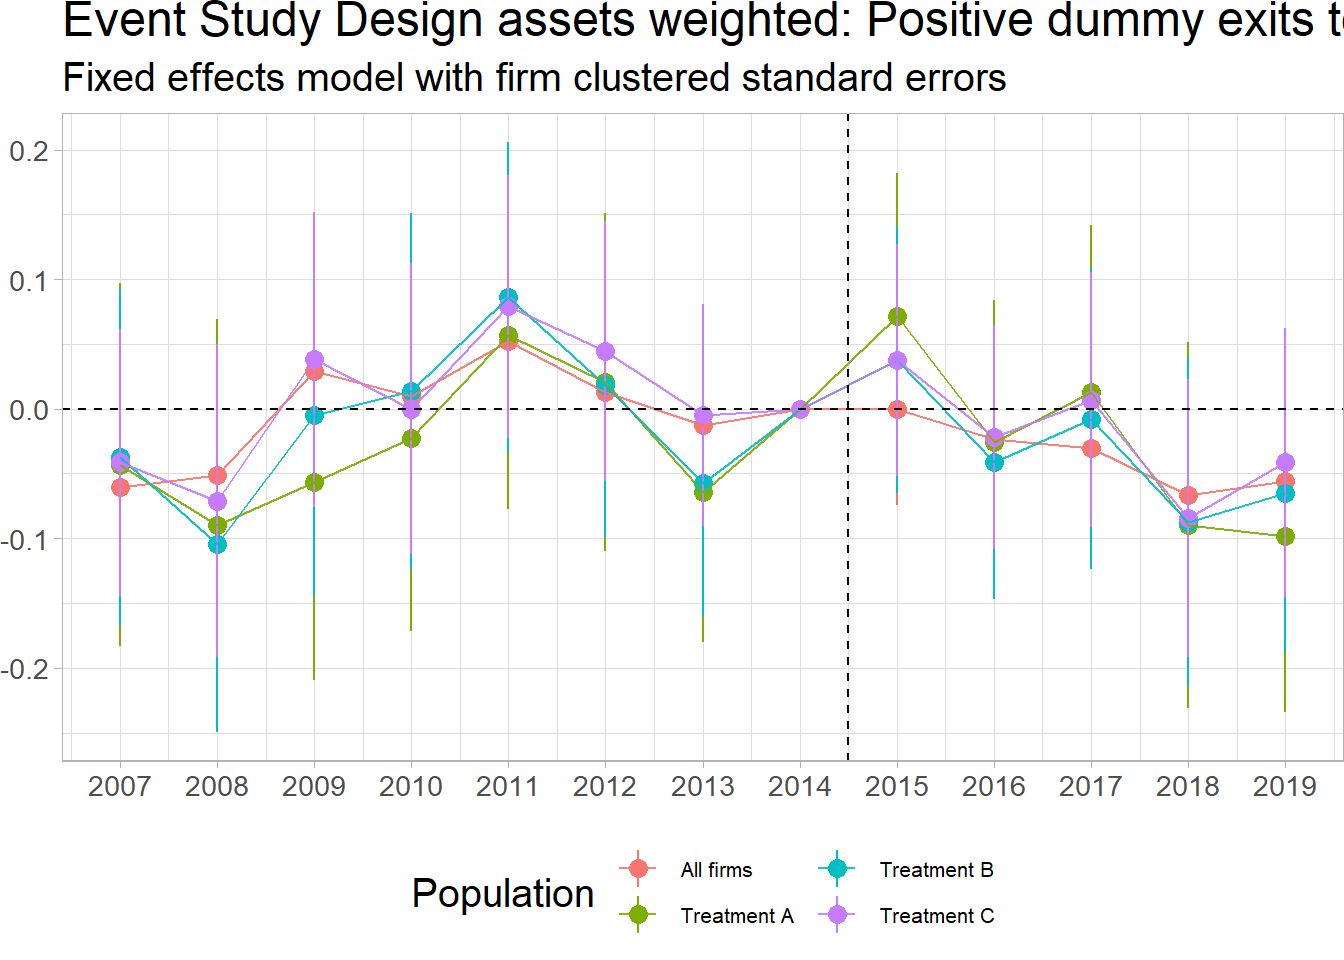 Event Study Design assets weighted: Positive dummy exits
Fixed effects model with firm clustered standard errors
0.2
0.1
0.0
-0.1
-0.2
2007 2008 2009 2010 2011 2012 2013 2014 2015 2016 2017 2018 2019
Population
All firms
Treatment A
Treatment B
Treatment C